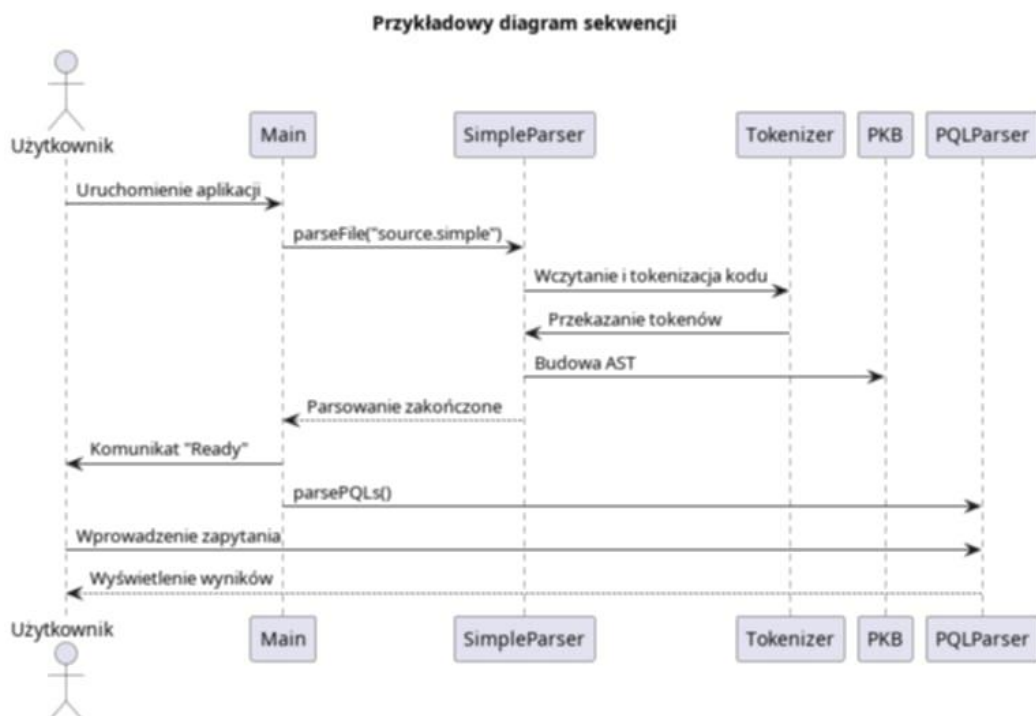 Przykładowy diagram sekwencji
Użytkownik
Main
SimpleParser
Tokenizer
PKB
PQLParser
Uruchomienie aplikacji
parseFile("source.simple")
Wczytanie i tokenizacja kodu
Przekazanie tokenów
Budowa AST
Parsowanie zakończone
Komunikat "Ready"
parsePQLs()
Wprowadzenie zapytania
Wyświetlenie wyników
Użytkownik
Main
SimpleParser
Tokenizer
PKB
PQLParser